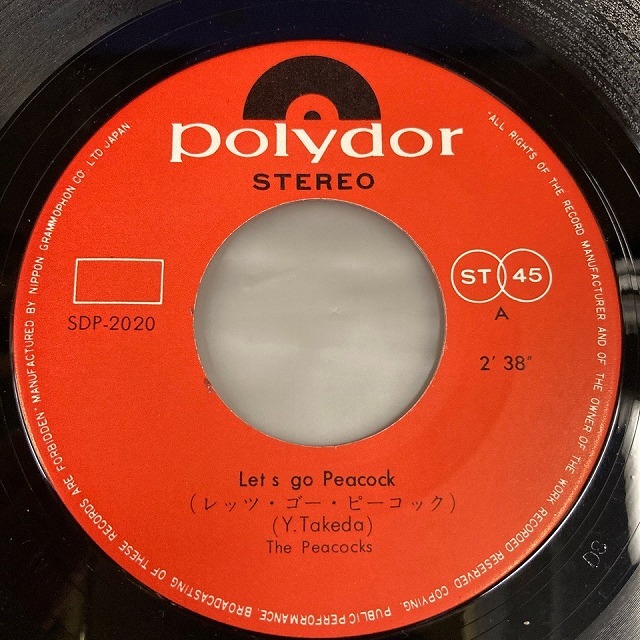 polydor
STEREO
ST 45
SDP-2020
A
2' 38"
Let s go Peacock
(レッツ・ゴー・ピーコック)
(Y.Takeda)
The Peacocks
"ALL RIGHTS OF THE RECORD MANUFACTURER AND OF THE OWNER OF THE WORK RECORDED RESERVED. COPYING, PUBLIC PERFORMANCE, BROADCASTING OF THESE RECORDS ARE FORBIDDEN" MANUFACTURED BY NIPPON GRAMMOPHON CO LTD JAPAN